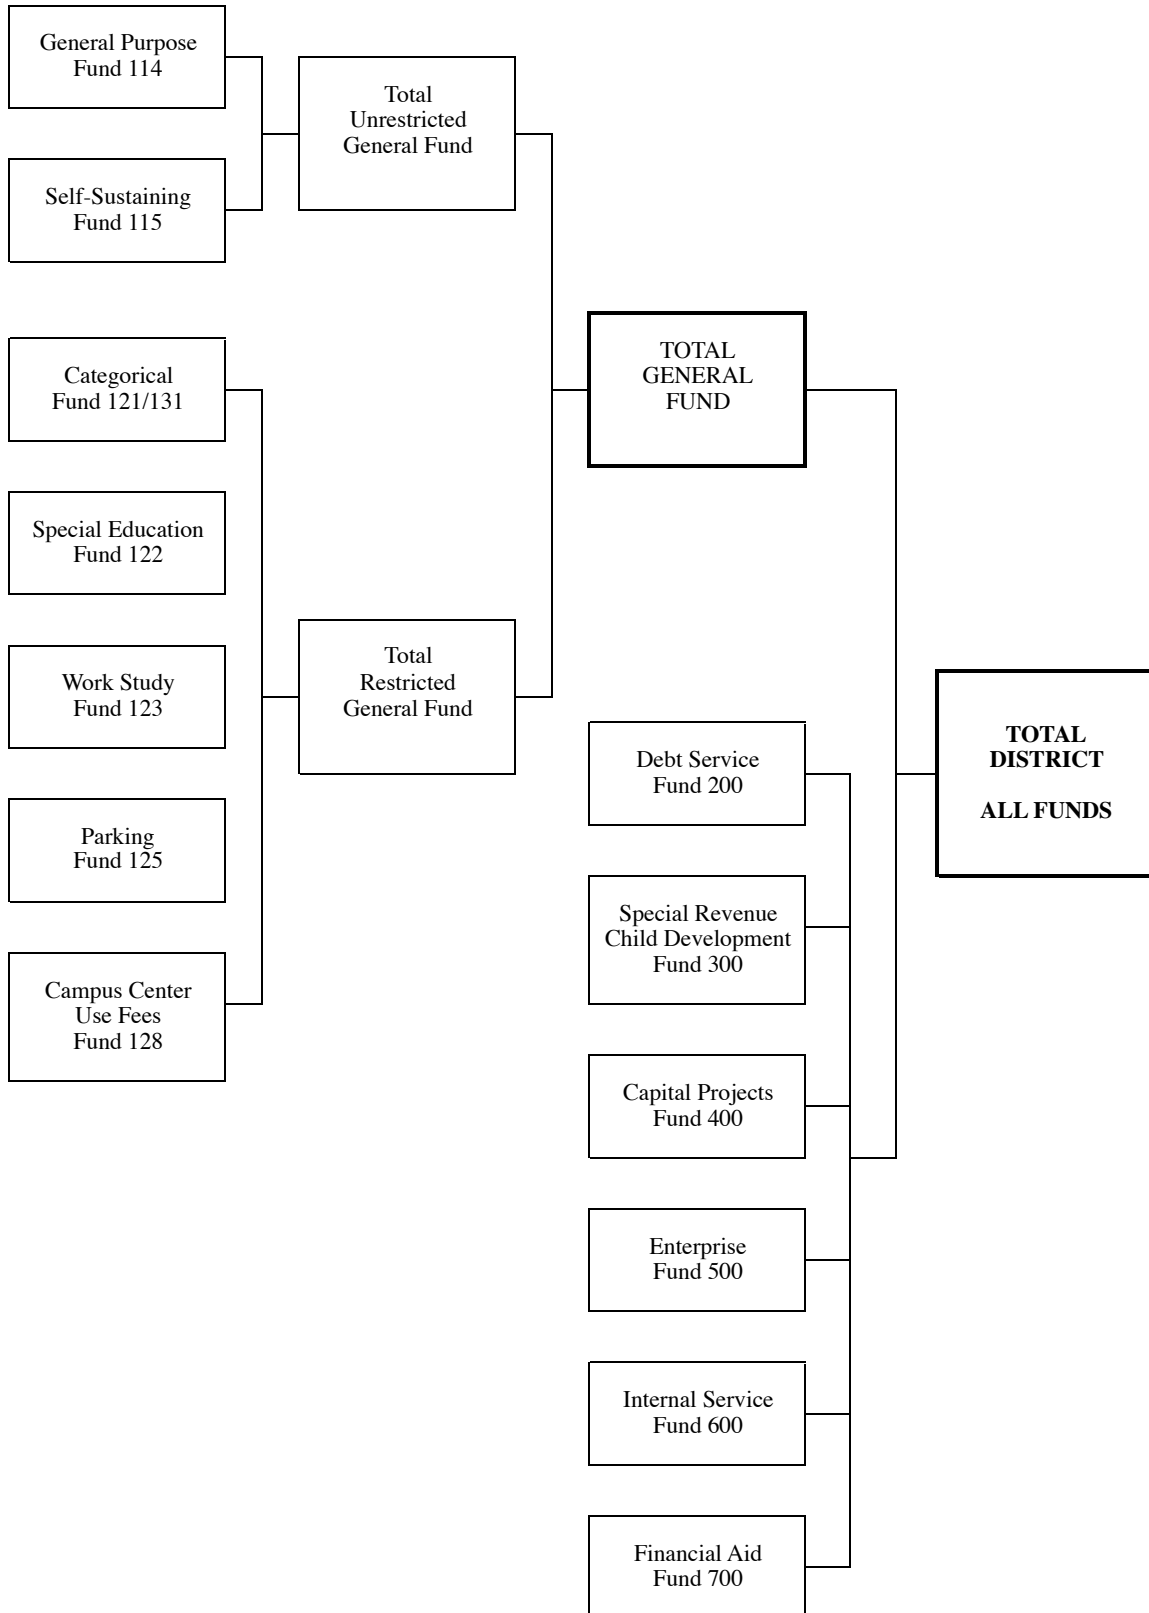 General Purpose
Fund 114
Self-Sustaining
Fund 115
Total
Unrestricted
General Fund
Categorical
Fund 121/131
Special Education
Fund 122
Work Study
Fund 123
Parking
Fund 125
Campus Center
Use Fees
Fund 128
Total
Restricted
General Fund
TOTAL
GENERAL
FUND
Debt Service
Fund 200
Special Revenue
Child Development
Fund 300
Capital Projects
Fund 400
Enterprise
Fund 500
Internal Service
Fund 600
Financial Aid
Fund 700
TOTAL
DISTRICT
ALL FUNDS